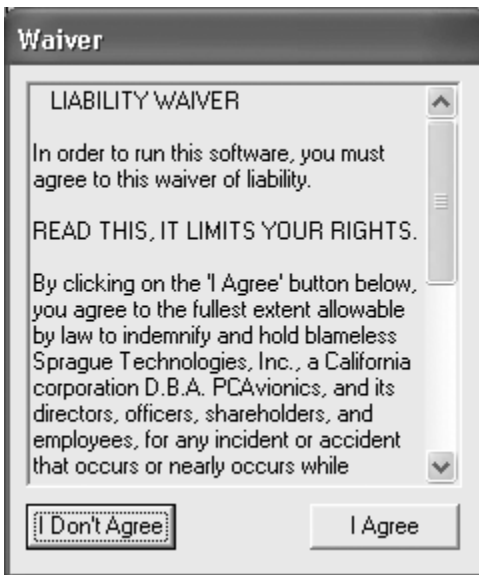 Waiver
LIABILITY WAIVER
In order to run this software, you must
agree to this waiver of liability.
READ THIS, IT LIMITS YOUR RIGHTS.
By clicking on the 'I Agree' button below,
you agree to the fullest extent allowable
by law to indemnify and hold blameless
Sprague Technologies, Inc., a California
corporation D.B.A. PCAvionics, and its
directors, officers, shareholders, and
employees, for any incident or accident
that occurs or nearly occurs while
I Don't Agree
I Agree